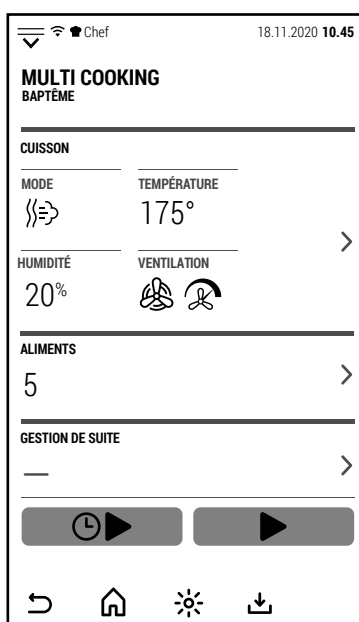 Chef 18.11.2020 10.45
MULTI COOKING
BAPTÊME
CUISSON
MODE TEMPÉRATURE
175°
HUMIDITÉ VENTILATION
20%
ALIMENTS
5
GESTION DE SUITE
—